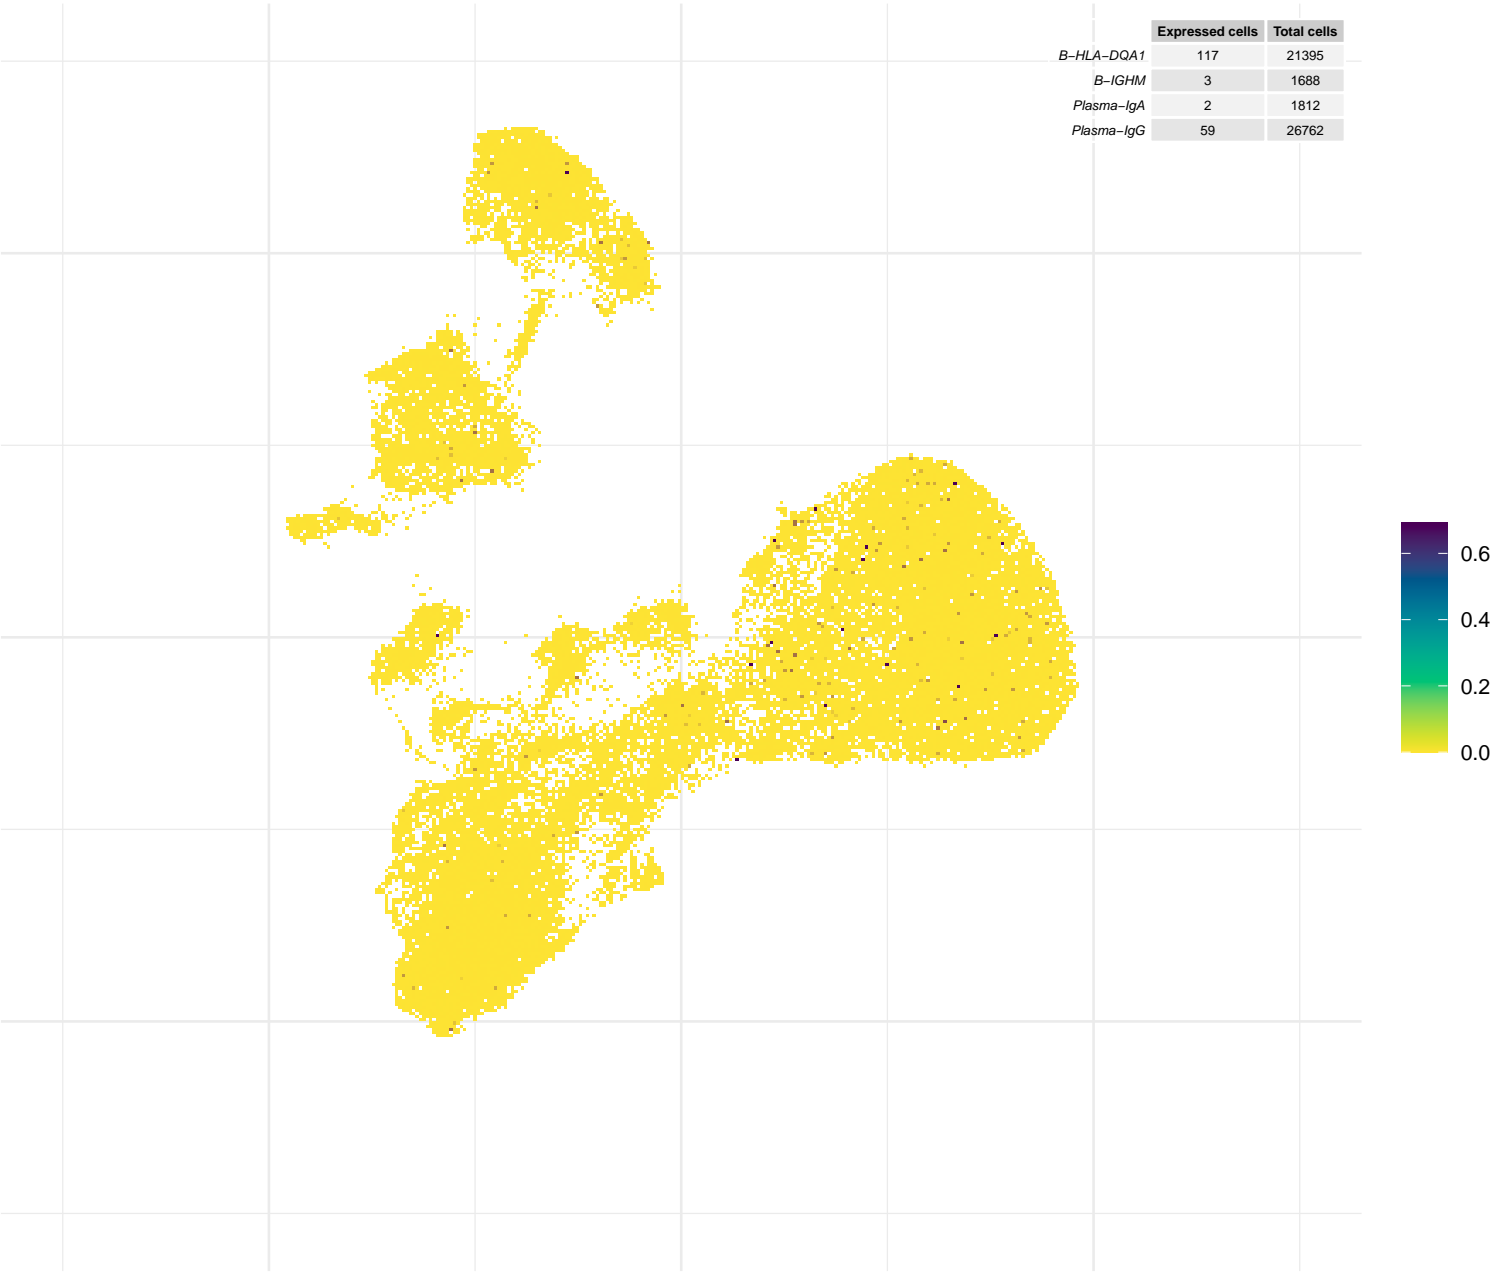 Expressed cells Total cells
B−HLA−DQA1 117 21395
B−IGHM 3 1688
Plasma−IgA 2 1812
Plasma−IgG 59 26762
0.6
0.4
0.2
0.0